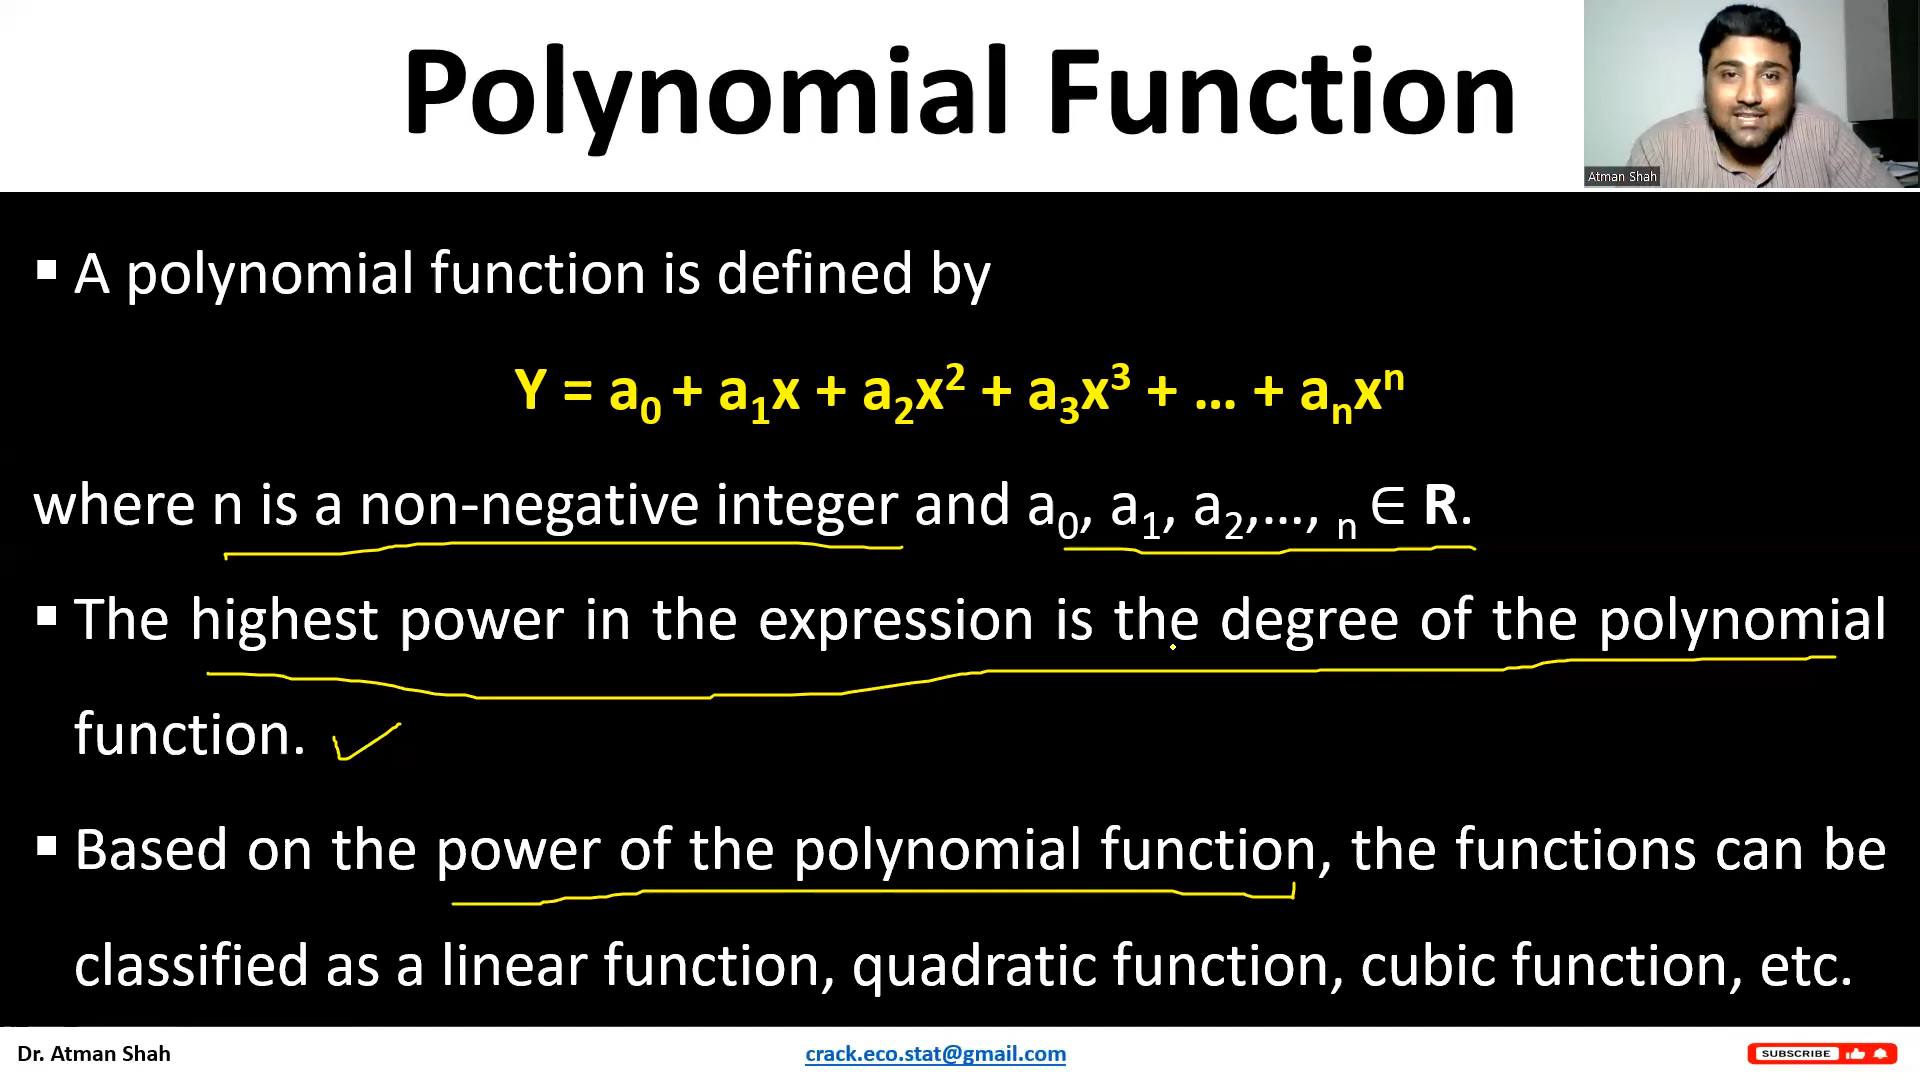 Polynomial Function
Atman Shah
▪ A polynomial function is defined by
Y = a₀ + a₁x + a₂x² + a₃x³ + … + aₙxⁿ
where n is a non-negative integer and a₀, a₁, a₂,…, ₙ ∈ R.
▪ The highest power in the expression is the degree of the polynomial
function.
▪ Based on the power of the polynomial function, the functions can be
classified as a linear function, quadratic function, cubic function, etc.
Dr. Atman Shah
crack.eco.stat@gmail.com
SUBSCRIBE